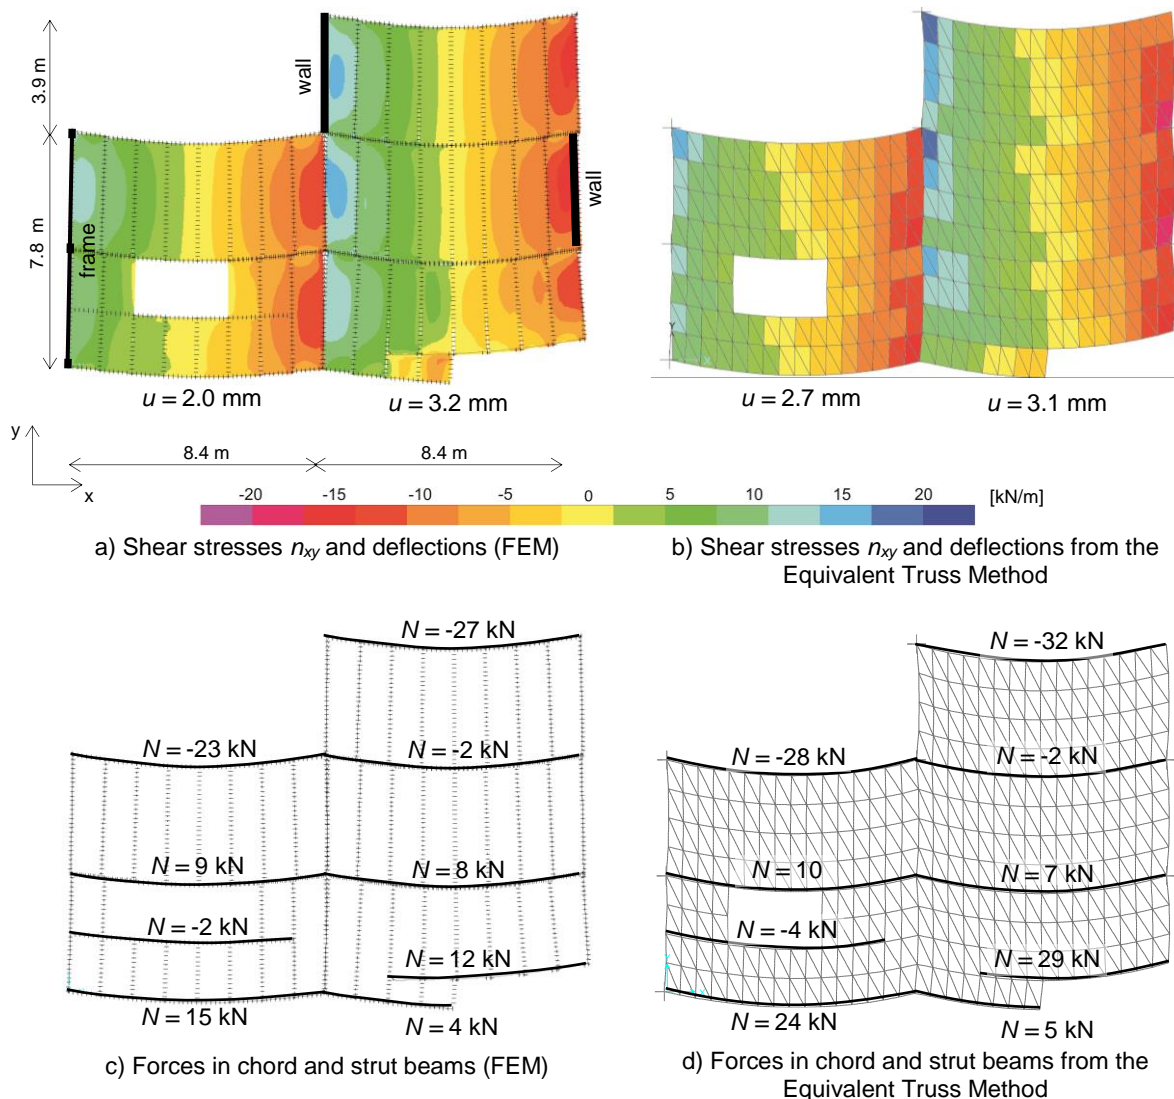 3.9 m
7.8 m
wall
wall
frame
u = 2.0 mm
u = 3.2 mm
Y
X
u = 2.7 mm
u = 3.1 mm
y
x
8.4 m
8.4 m
-20 -15 -10 -5 0 5 10 15 20 [kN/m]
a) Shear stresses nxy and deflections (FEM)
b) Shear stresses nxy and deflections from the
Equivalent Truss Method
N = -27 kN
N = -23 kN
N = -2 kN
N = 9 kN
N = 8 kN
N = -2 kN
N = 12 kN
N = 15 kN
N = 4 kN
c) Forces in chord and strut beams (FEM)
N = -32 kN
N = -28 kN
N = -2 kN
N = 10
N = 7 kN
N = -4 kN
N = 29 kN
N = 24 kN
N = 5 kN
d) Forces in chord and strut beams from the
Equivalent Truss Method